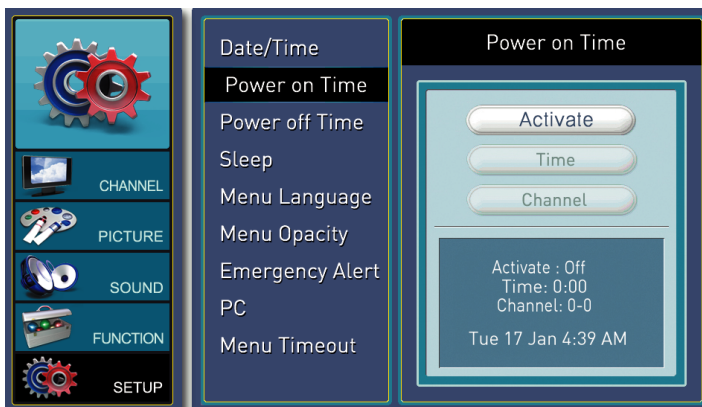 CHANNEL
PICTURE
SOUND
FUNCTION
SETUP
Date/Time
Power on Time
Power off Time
Sleep
Menu Language
Menu Opacity
Emergency Alert
PC
Menu Timeout
Power on Time
Activate
Time
Channel
Activate : Off
Time: 0:00
Channel: 0-0
Tue 17 Jan 4:39 AM